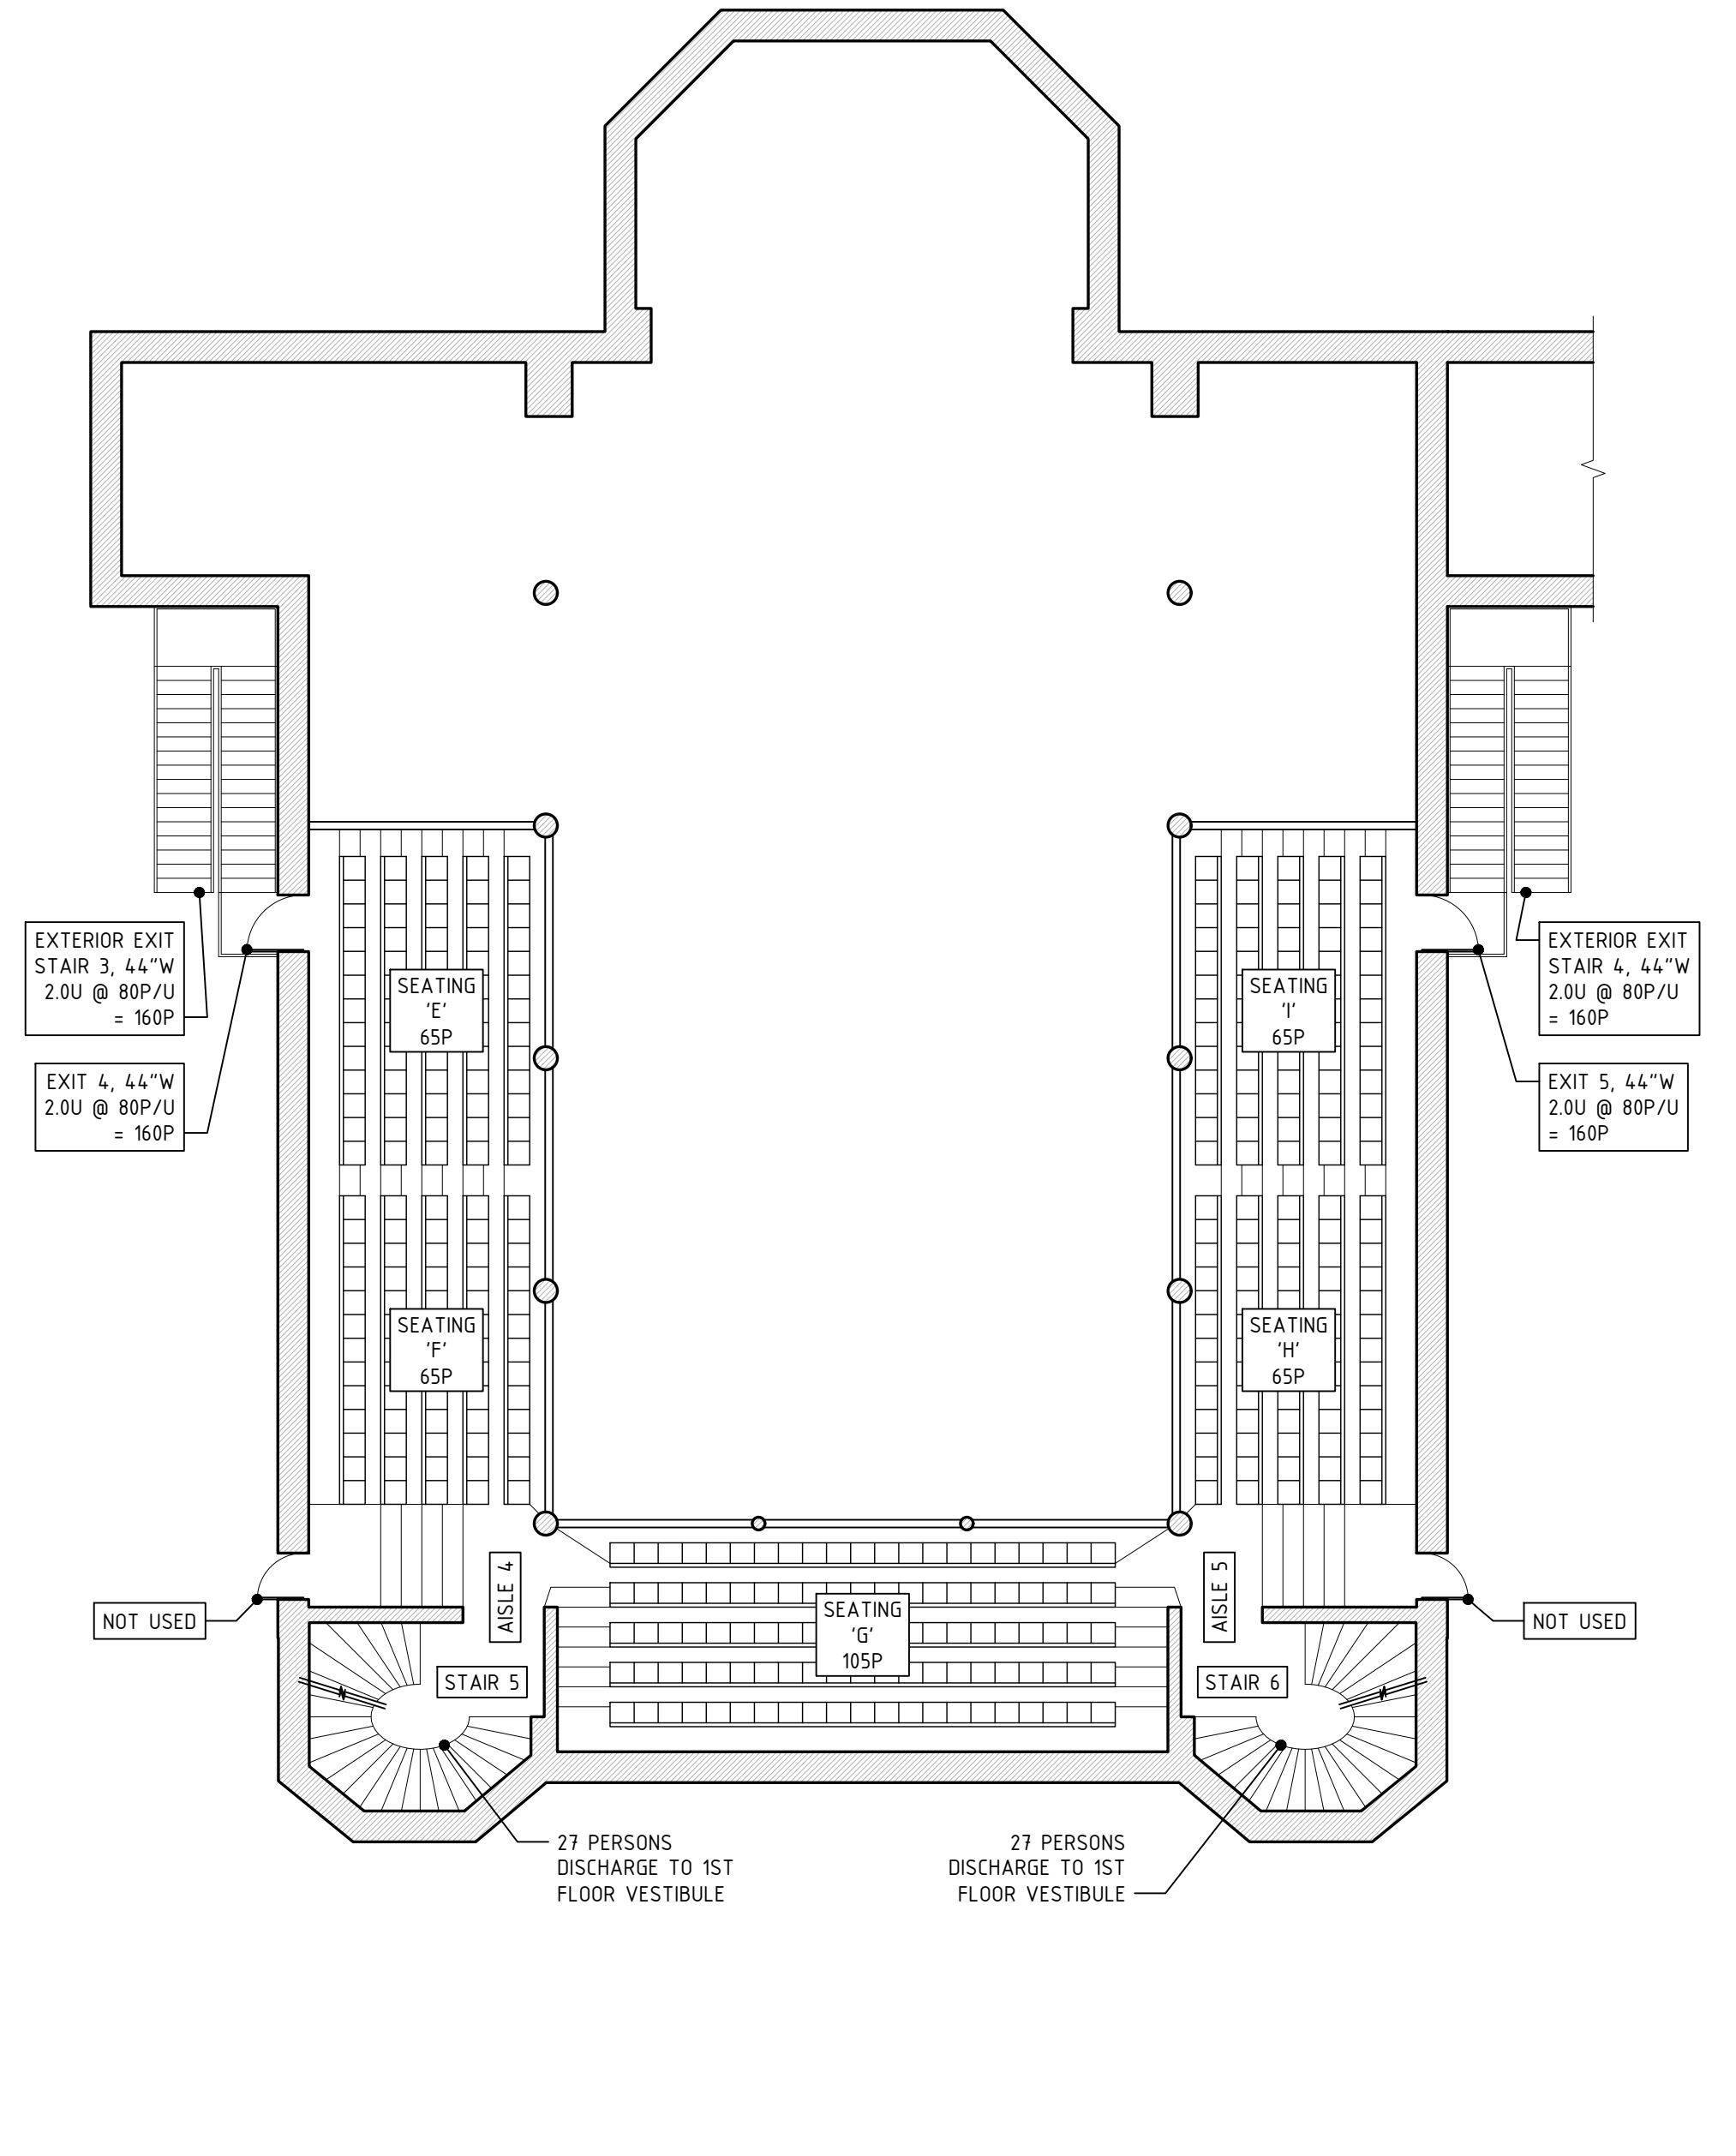 EXTERIOR EXIT
STAIR 3, 44"W
2.0U @ 80P/U
= 160P
EXIT 4, 44"W
2.0U @ 80P/U
= 160P
SEATING
'E'
65P
SEATING
'I'
65P
EXTERIOR EXIT
STAIR 4, 44"W
2.0U @ 80P/U
= 160P
EXIT 5, 44"W
2.0U @ 80P/U
= 160P
SEATING
'F'
65P
SEATING
'H'
65P
NOT USED
AISLE 4
SEATING
'G'
105P
AISLE 5
NOT USED
STAIR 5
STAIR 6
27 PERSONS
DISCHARGE TO 1ST
FLOOR VESTIBULE
27 PERSONS
DISCHARGE TO 1ST
FLOOR VESTIBULE